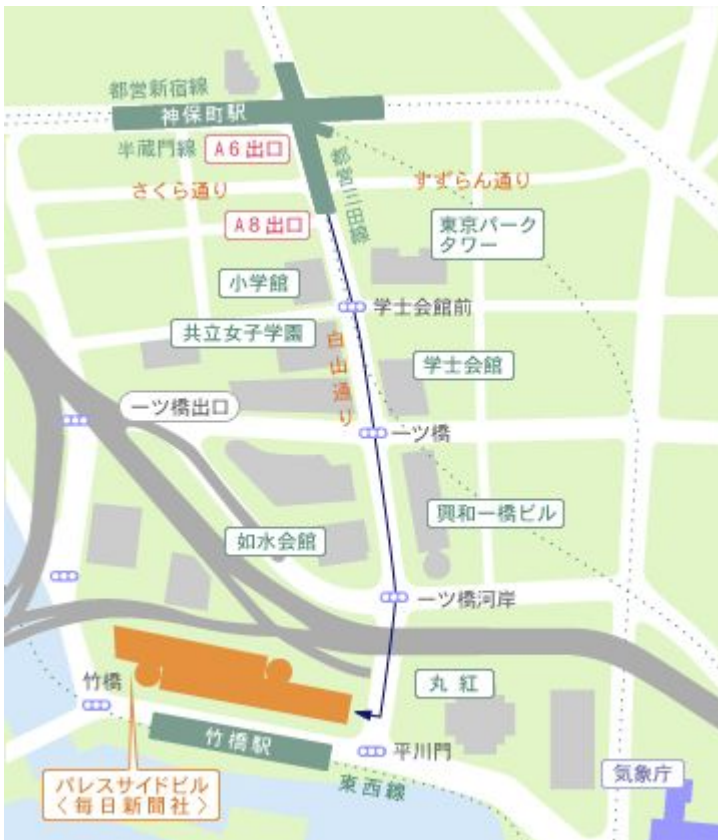 都営新宿線
神保町駅
半蔵門線
A6出口
都営三田線
さくら通り
すずらん通り
A8出口
東京パーク
タワー
小学館
学士会館前
共立女子学園
白山通り
学士会館
一ツ橋出口
一ツ橋
興和一橋ビル
如水会館
一ツ橋河岸
竹橋
丸紅
竹橋駅
平川門
気象庁
東西線
パレスサイドビル
〈毎日新聞社〉